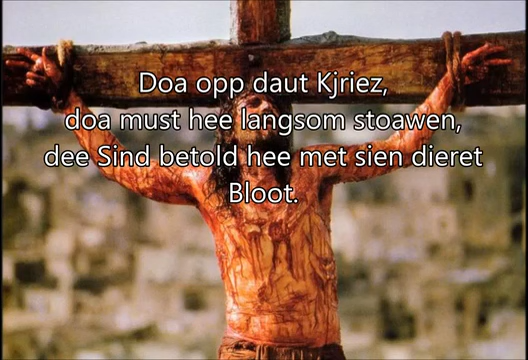 Doa opp daut Kjriez,
doa must hee langsom stoawen,
dee Sind betold hee met sien dieret
Bloot.